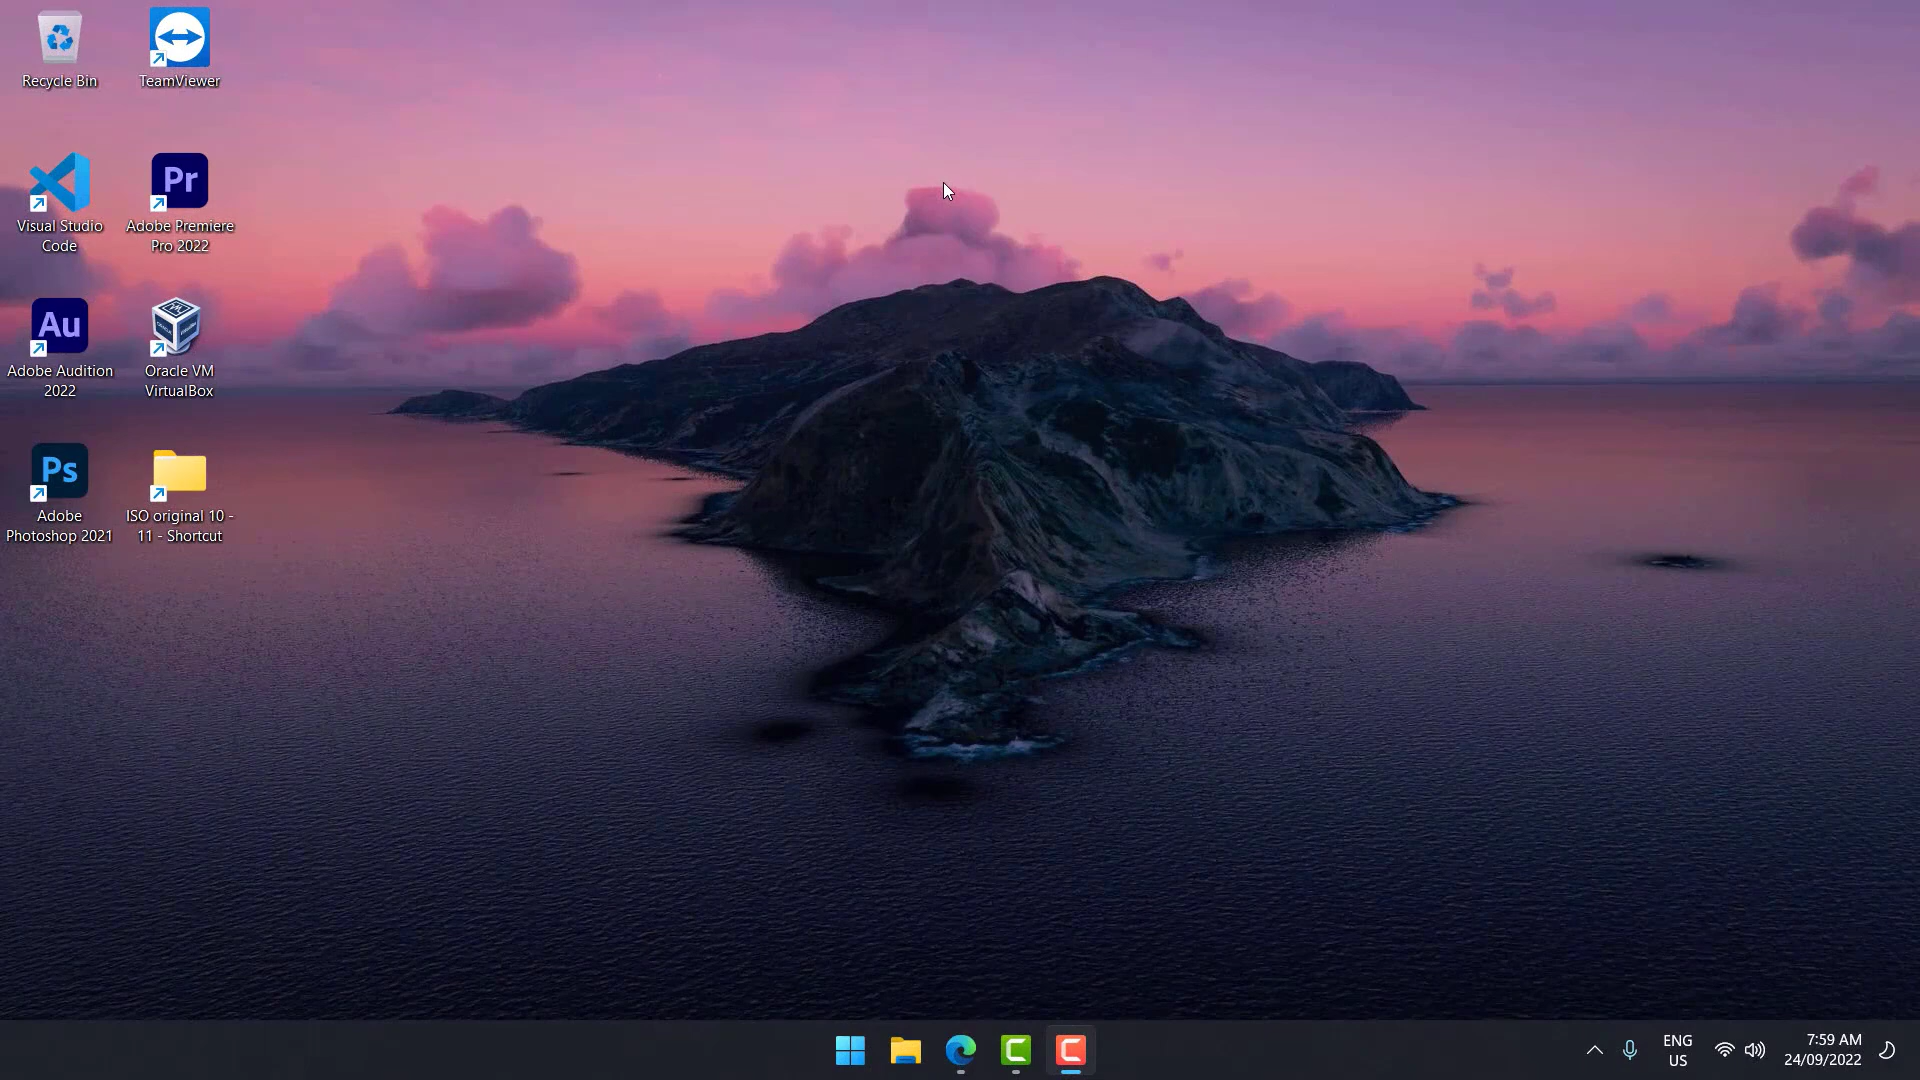 Recycle Bin
TeamViewer
Visual Studio
Code
Pr
Adobe Premiere
Pro 2022
Au
Adobe Audition
2022
Oracle VM
VirtualBox
Ps
Adobe
Photoshop 2021
ISO original 10 -
11 - Shortcut
ENG
US
7:59 AM
24/09/2022